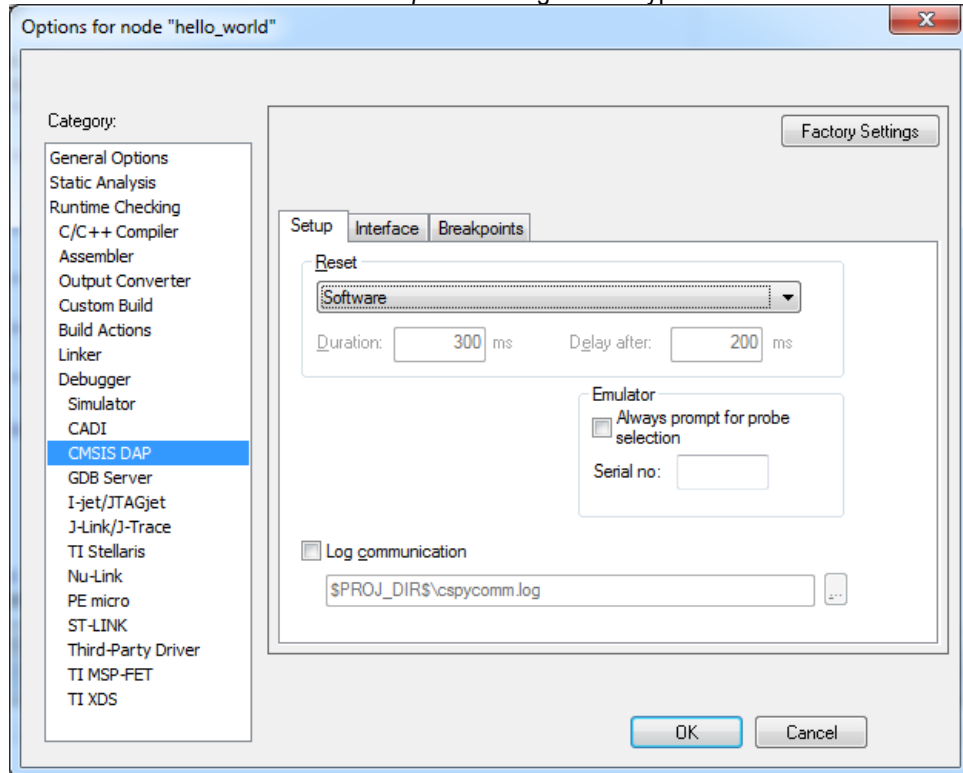 Options for node "hello_world"
Category:
General Options
Static Analysis
Runtime Checking
C/C++ Compiler
Assembler
Output Converter
Custom Build
Build Actions
Linker
Debugger
Simulator
CADI
CMSIS DAP
GDB Server
I-jet/JTAGjet
J-Link/J-Trace
TI Stellaris
Nu-Link
PE micro
ST-LINK
Third-Party Driver
TI MSP-FET
TI XDS
Factory Settings
Setup Interface Breakpoints
Reset
Software
Duration: 300 ms Delay after: 200 ms
Emulator
Always prompt for probe
selection
Serial no:
Log communication
$PROJ_DIR$\cspycomm.log
...
OK Cancel